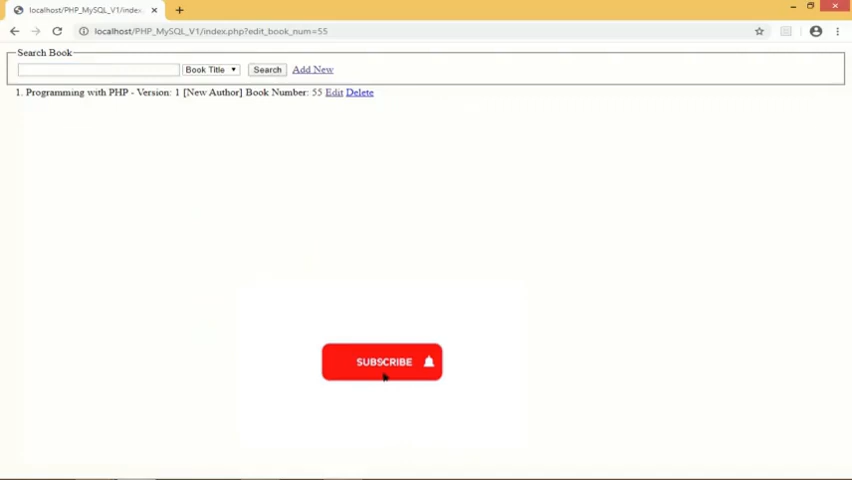 localhost/PHP_MySQL_V1/index
localhost/PHP_MySQL_V1/index.php?edit_book_num=55
Search Book
Book Title Search Add New
1. Programming with PHP - Version: 1 [New Author] Book Number: 55 Edit Delete
SUBSCRIBE